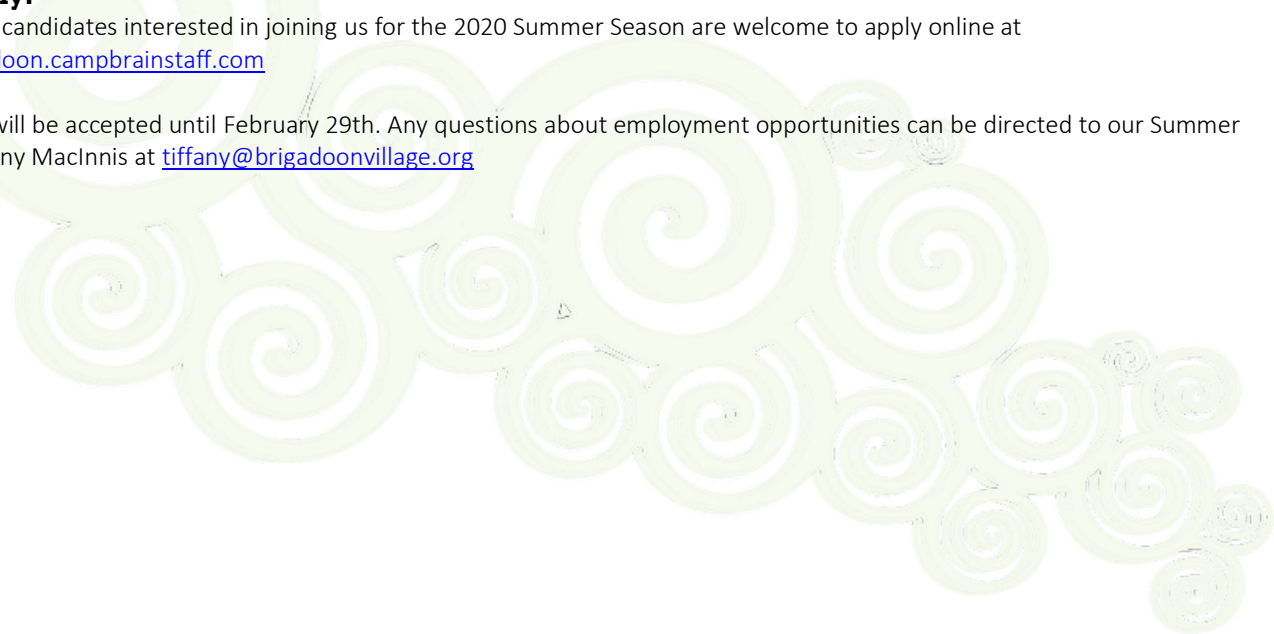 candidates interested in joining us for the 2020 Summer Season are welcome to apply online at
loon.campbrainstaff.com
will be accepted until February 29th. Any questions about employment opportunities can be directed to our Summer
ny MacInnis at tiffany@brigadoonvillage.org